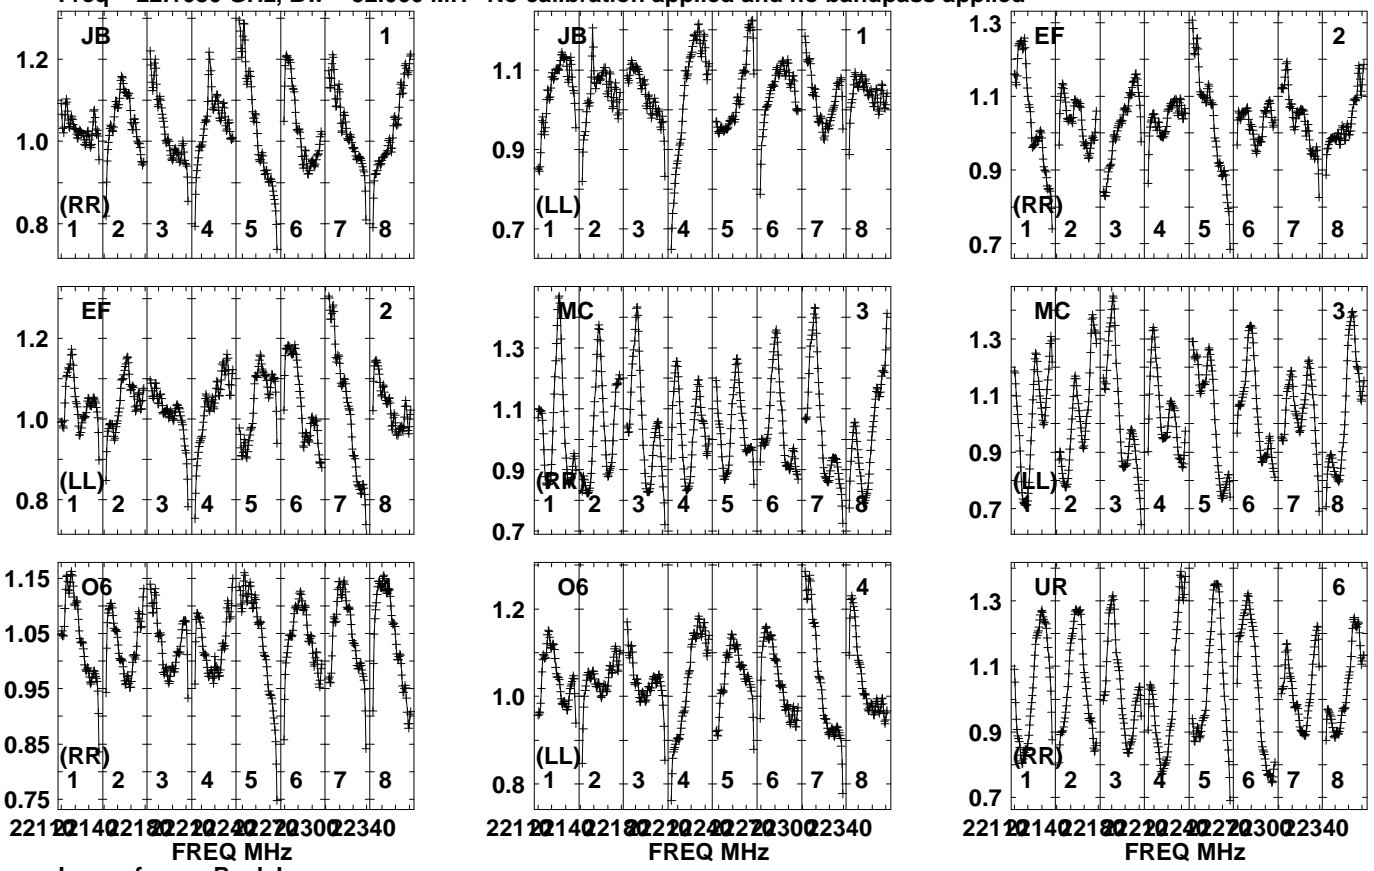 No calibration applied and no bandpass applied
JB 1
1.2
1.0
0.8
(RR)
1 2 3 4 5 6 7 8
JB 1
1.1
0.9
0.7
(LL)
1 2 3 4 5 6 7 8
EF 2
1.3
1.1
0.9
0.7
(RR)
1 2 3 4 5 6 7 8
EF 2
1.2
1.0
0.8
(LL)
1 2 3 4 5 6 7 8
MC 3
1.3
1.1
0.9
0.7
(RR)
1 2 3 4 5 6 7 8
MC 3
1.3
1.1
0.9
0.7
(LL)
1 2 3 4 5 6 7 8
O6 4
1.15
1.05
0.95
0.85
0.75
(RR)
1 2 3 4 5 6 7 8
FREQ MHz
O6 4
1.2
1.0
0.8
(LL)
1 2 3 4 5 6 7 8
UR 6
1.3
1.1
0.9
0.7
(RR)
1 2 3 4 5 6 7 8
FREQ MHz